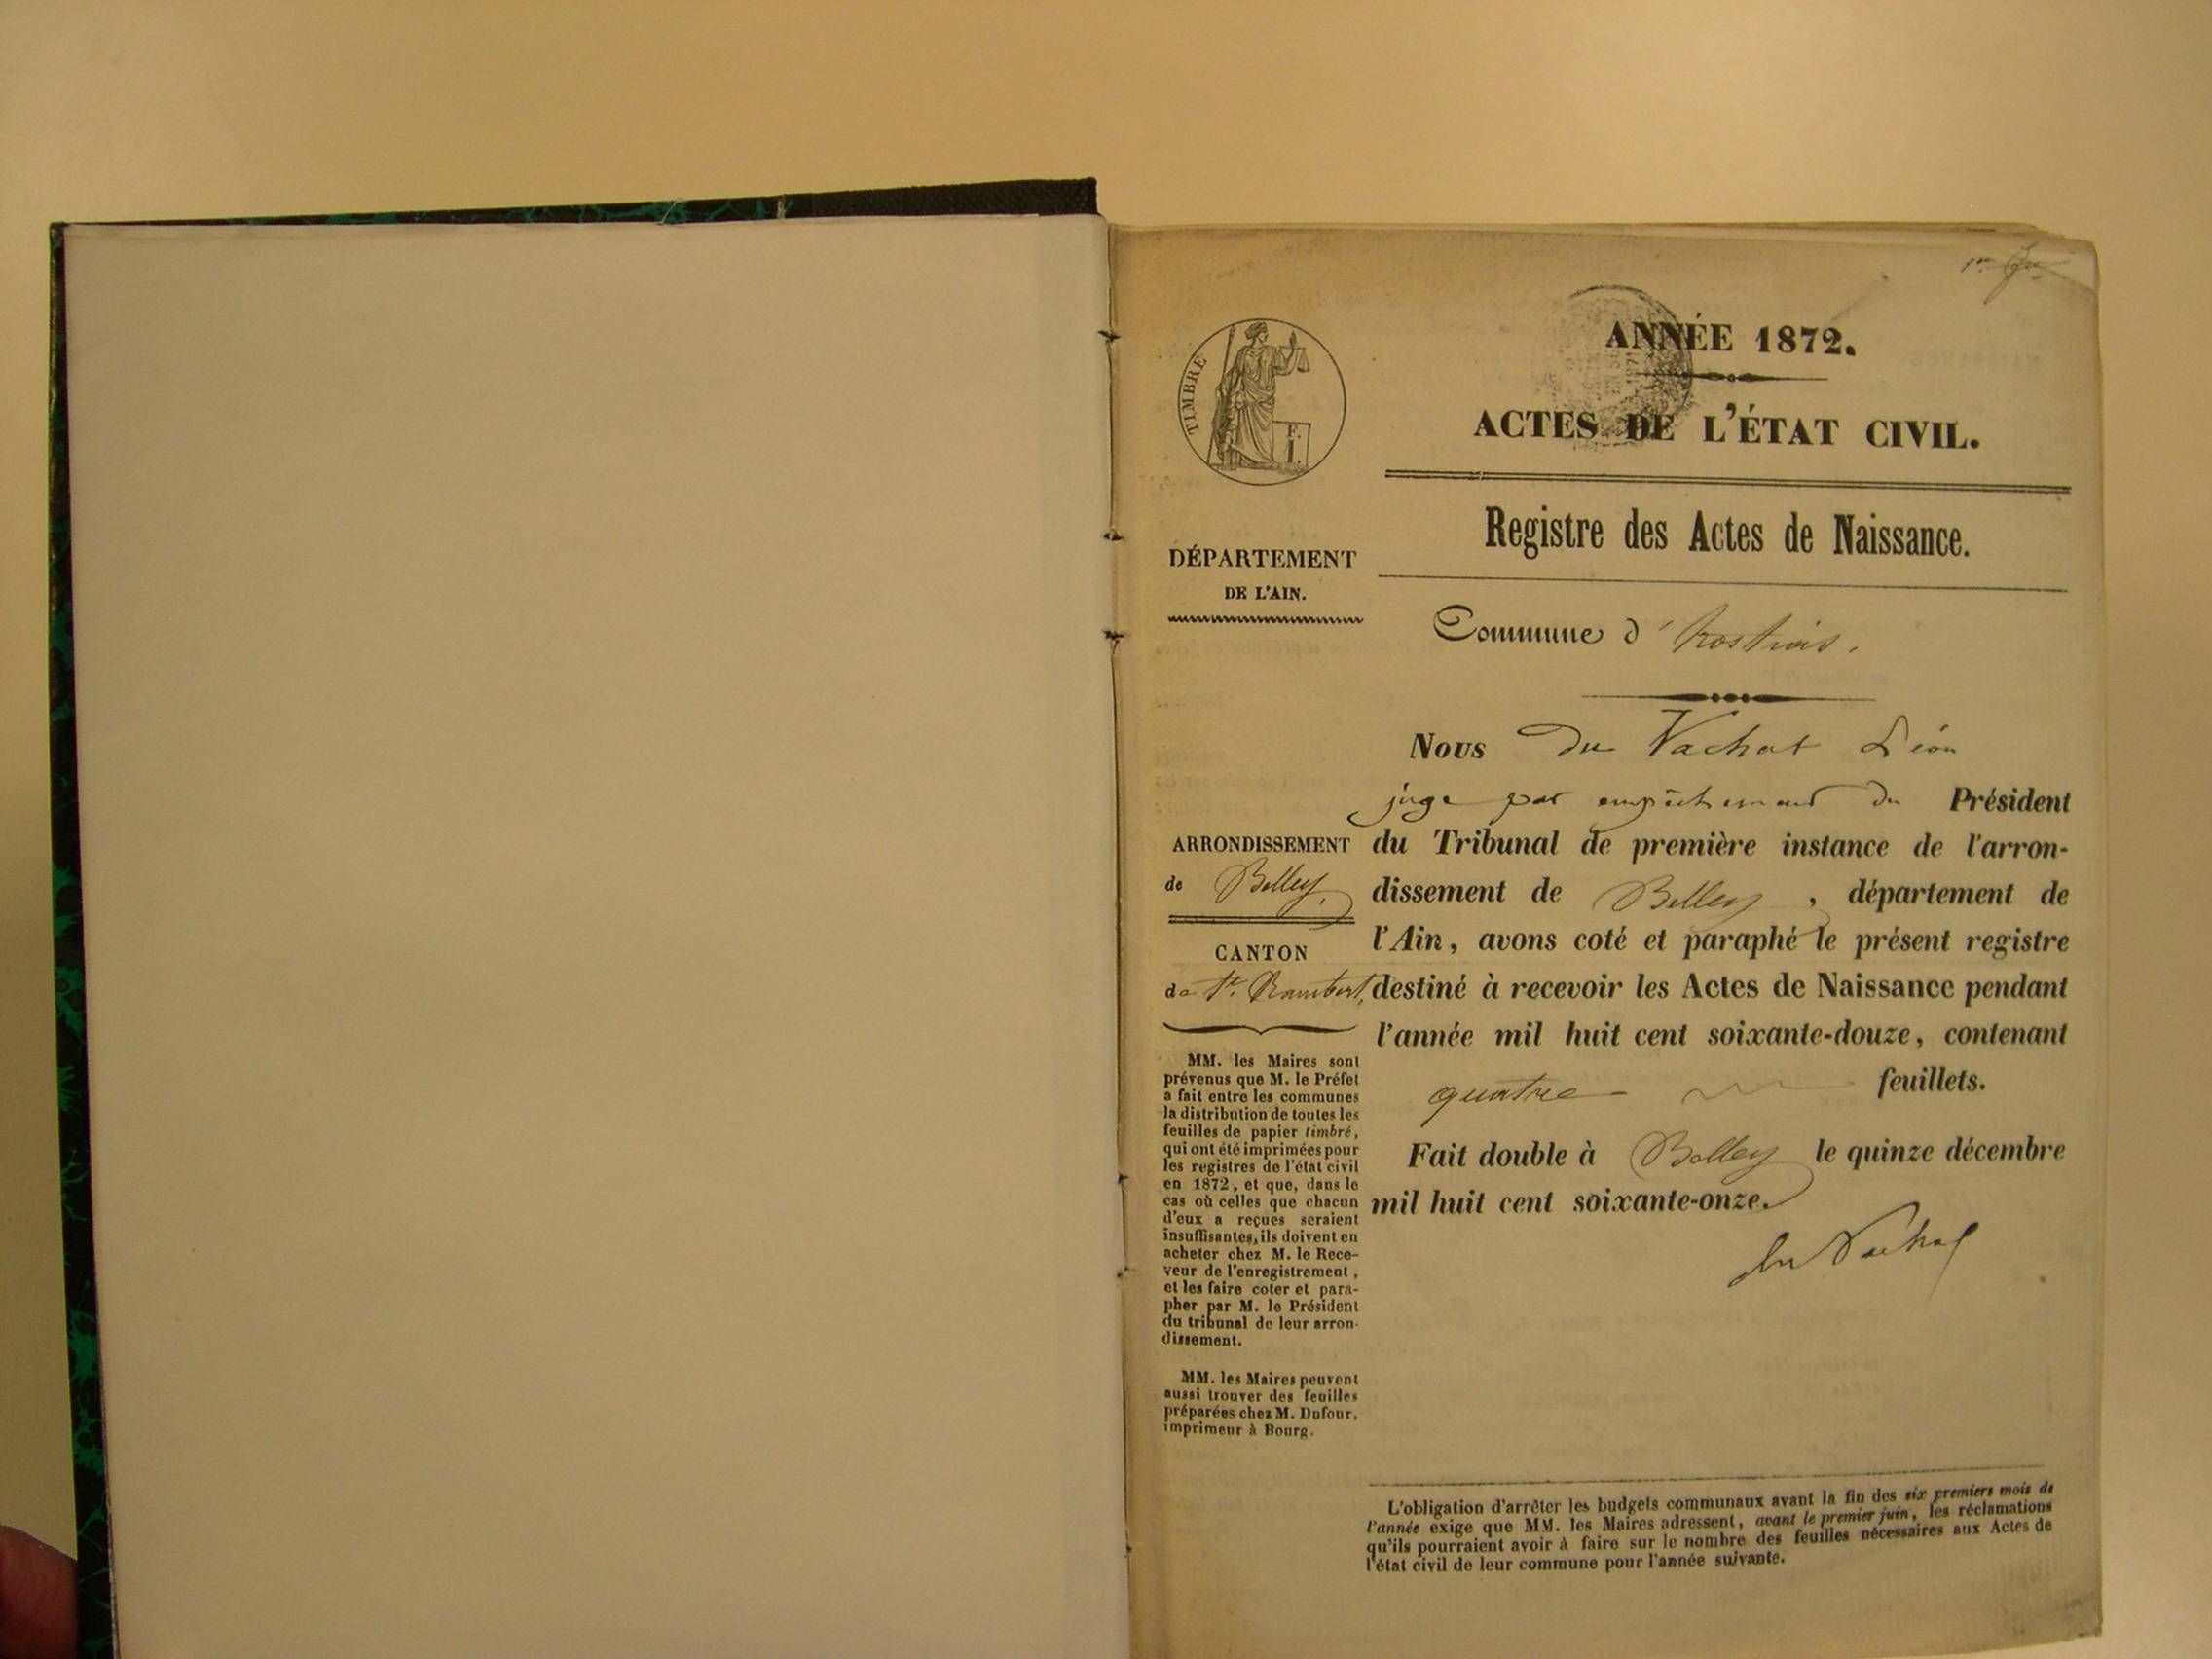 TIMBRE
F.
1.
DÉPARTEMENT
DE L'AIN.
ARRONDISSEMENT
de Belley,
CANTON
de St. Rambert,
MM. les Maires sont
prévenus que M. le Préfet
a fait entre les communes
la distribution de toutes les
feuilles de papier timbré,
qui ont été imprimées pour
les registres de l'état civil
en 1872, et que, dans le
cas où celles que chacun
d'eux a reçues seraient
insuffisantes, ils doivent en
acheter chez M. le Rece-
veur de l'enregistrement,
et les faire coter et para-
pher par M. le Président
du tribunal de leur arron-
dissement.
MM. les Maires peuvent
aussi trouver des feuilles
préparées chez M. Dufour,
imprimeur à Bourg.
ANNÉE 1872.
ACTES DE L'ÉTAT CIVIL.
Registre des Actes de Naissance.
Commune d'
Nous Du Vachat Léon
juge par empêchement du Président
du Tribunal de première instance de l'arron-
dissement de Belley, département de
l'Ain, avons coté et paraphé le présent registre
destiné à recevoir les Actes de Naissance pendant
l'année mil huit cent soixante-douze, contenant
quatre feuillets.
Fait double à Belley le quinze décembre
mil huit cent soixante-onze.
du Vachat
L'obligation d'arrêter les budgets communaux avant la fin des six premiers mois de
l'année exige que MM. les Maires adressent, avant le premier juin, les réclamations
qu'ils pourraient avoir à faire sur le nombre des feuilles nécessaires aux Actes de
l'état civil de leur commune pour l'année suivante.